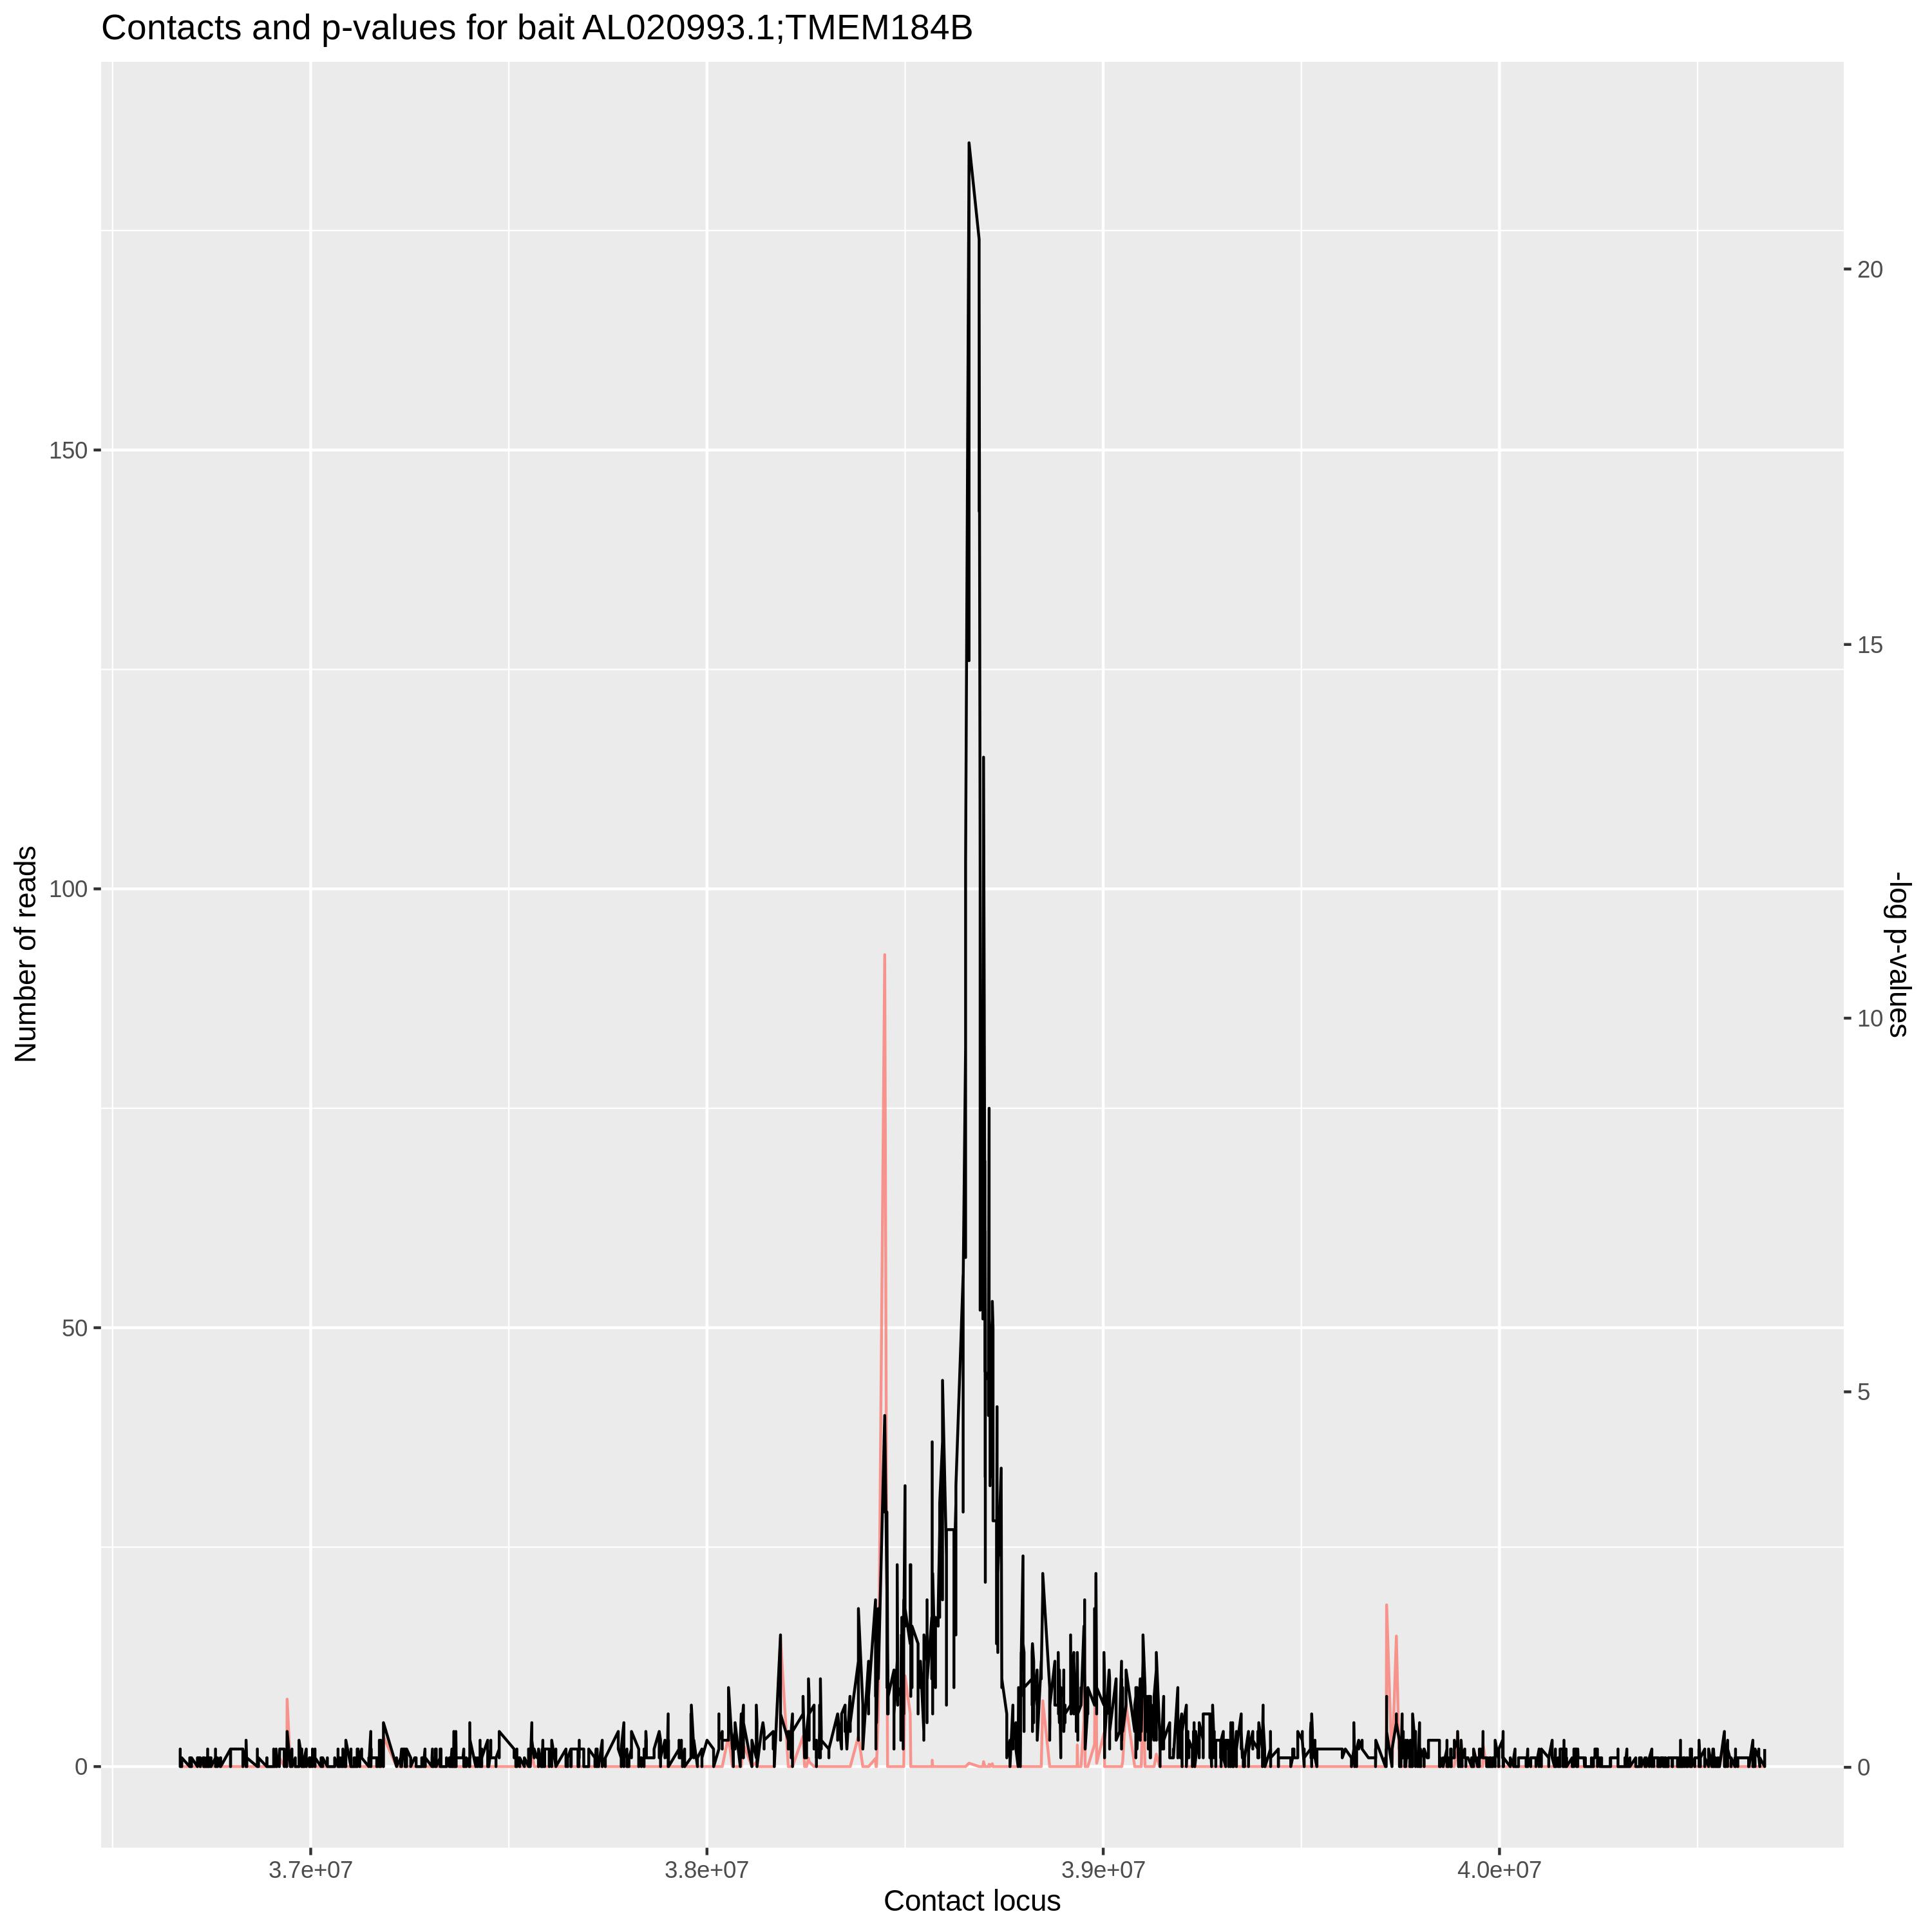 Contacts and p-values for bait AL020993.1;TMEM184B
Number of reads
150
100
50
0
20
15
10
5
0
-log p-values
3.7e+07
3.8e+07
3.9e+07
4.0e+07
Contact locus